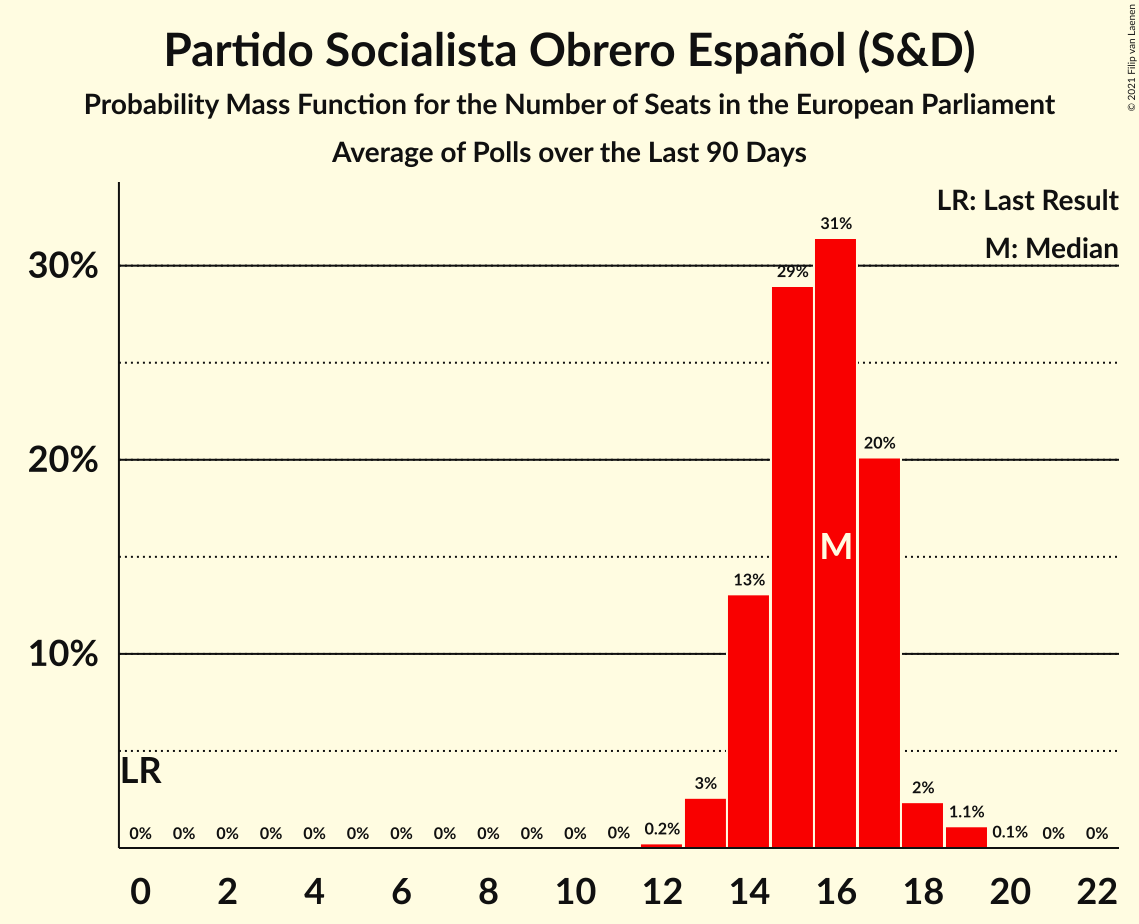 Partido Socialista Obrero Español (S&D)
Probability Mass Function for the Number of Seats in the European Parliament
Average of Polls over the Last 90 Days
© 2021 Filip van Laenen
LR: Last Result
M: Median
30%
20%
10%
LR
M
0% 0% 0% 0% 0% 0% 0% 0% 0% 0% 0% 0% 0.2% 3% 13% 29% 31% 20% 2% 1.1% 0.1% 0% 0%
0 2 4 6 8 10 12 14 16 18 20 22